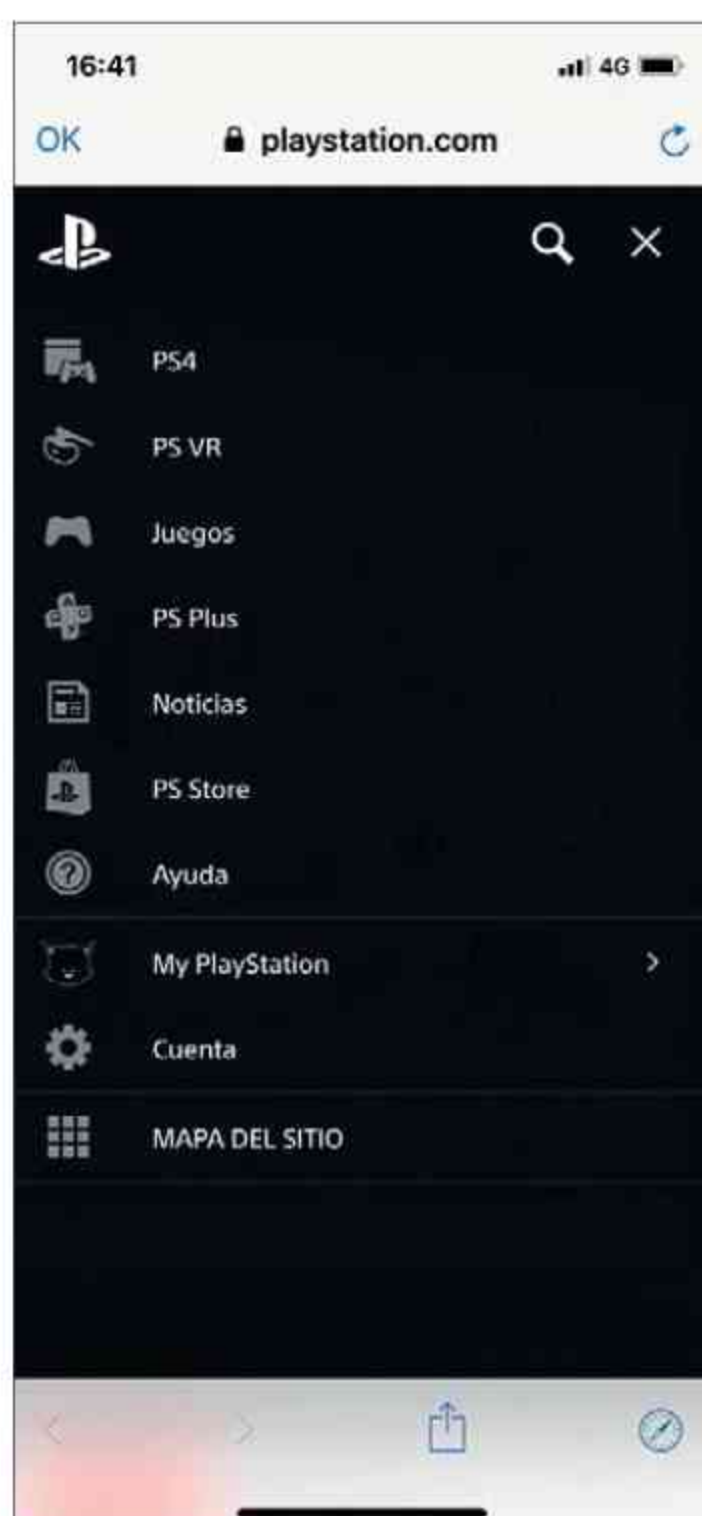 16:41
4G
OK
playstation.com
PS4
PS VR
Juegos
PS Plus
Noticias
PS Store
Ayuda
My PlayStation
Cuenta
MAPA DEL SITIO